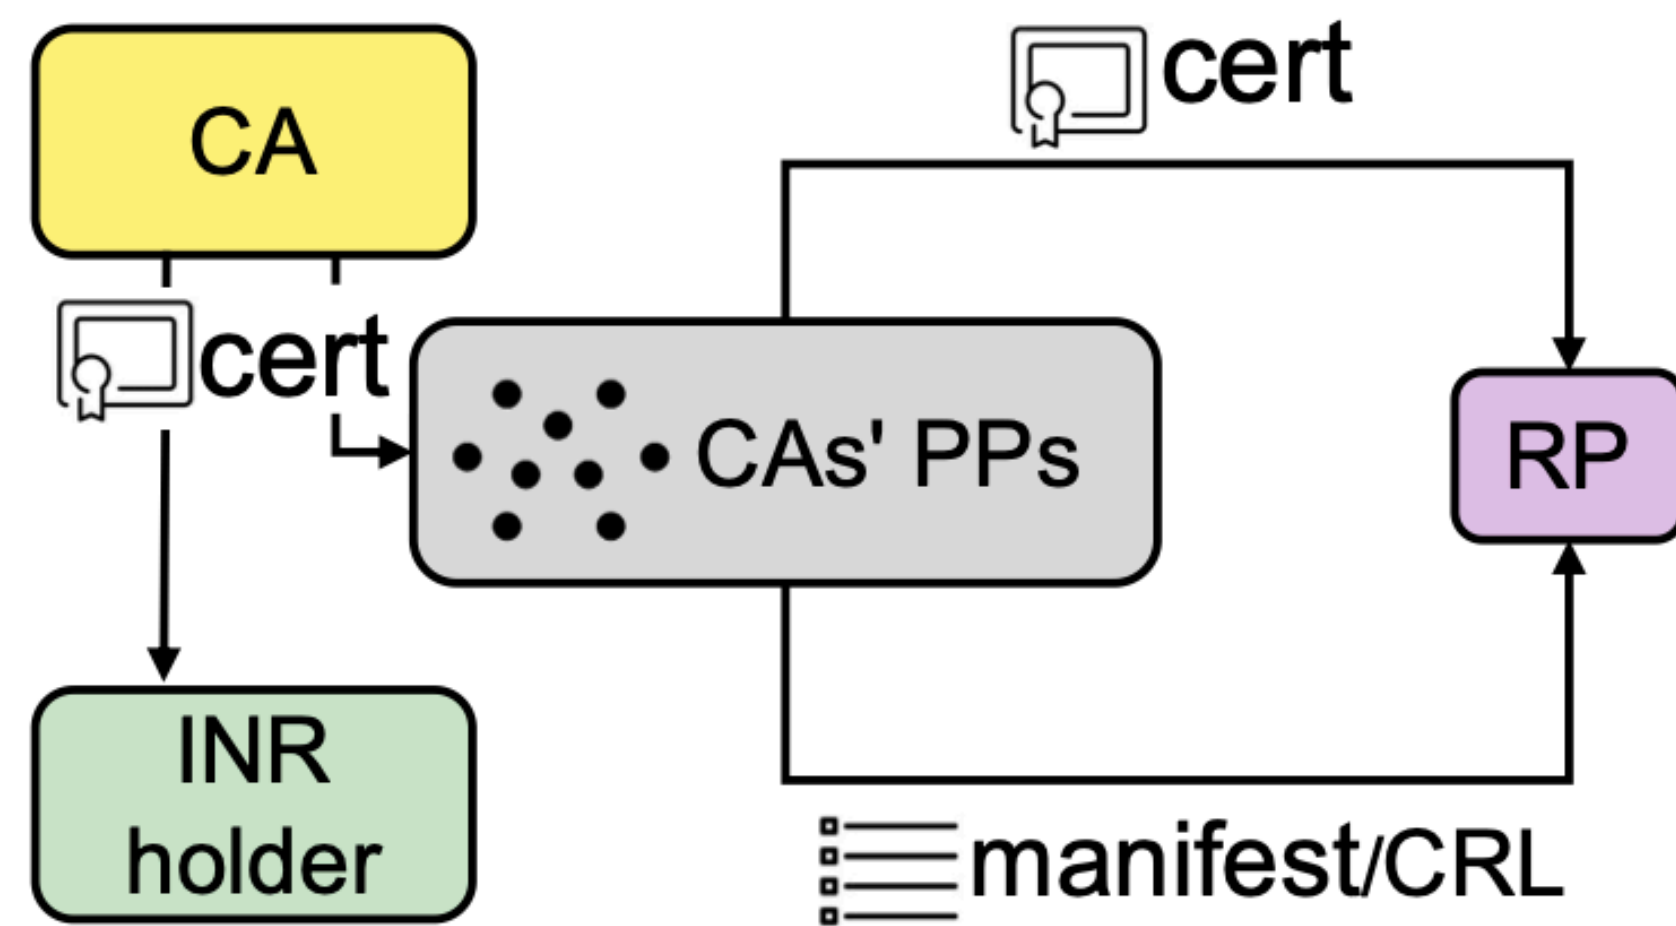 CA
cert
cert
CAs' PPs
RP
INR
holder
manifest/CRL